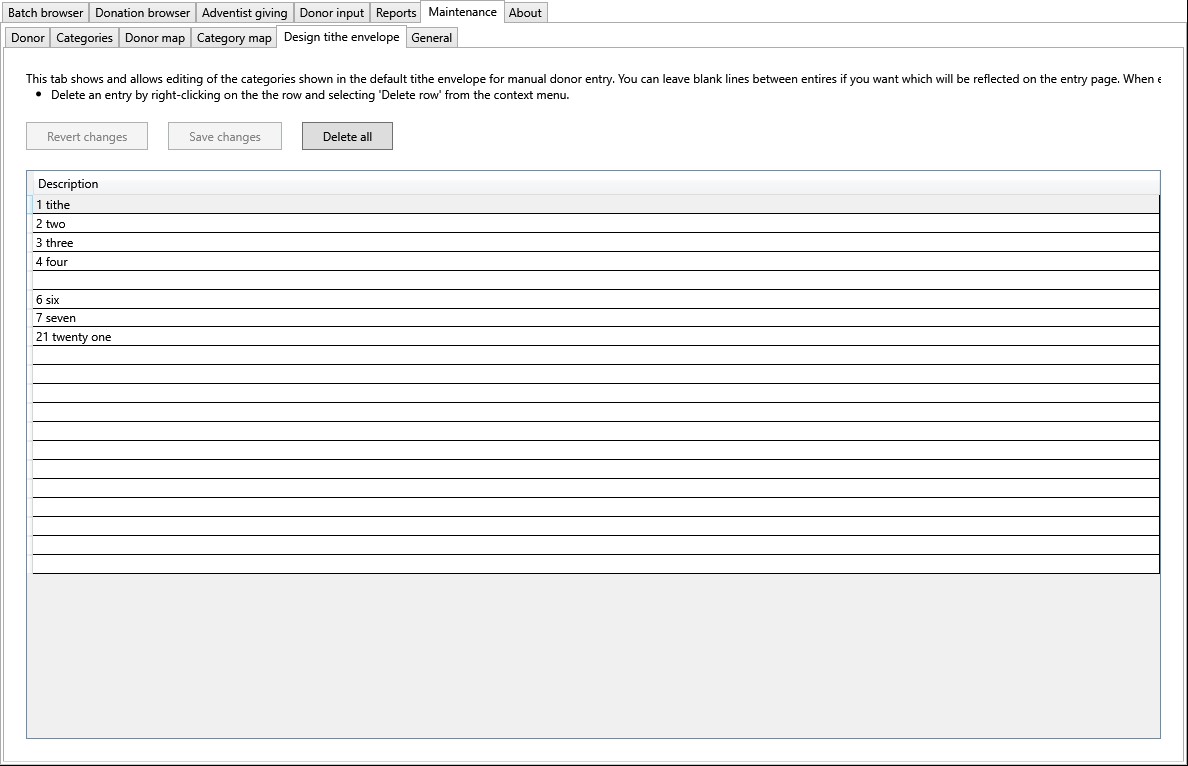 Batch browser Donation browser Adventist giving Donor input Reports Maintenance About
Donor Categories Donor map Category map Design tithe envelope General
This tab shows and allows editing of the categories shown in the default tithe envelope for manual donor entry. You can leave blank lines between entires if you want which will be reflected on the entry page. When
• Delete an entry by right-clicking on the the row and selecting 'Delete row' from the context menu.
Revert changes Save changes Delete all
Description
1 tithe
2 two
3 three
4 four
6 six
7 seven
21 twenty one